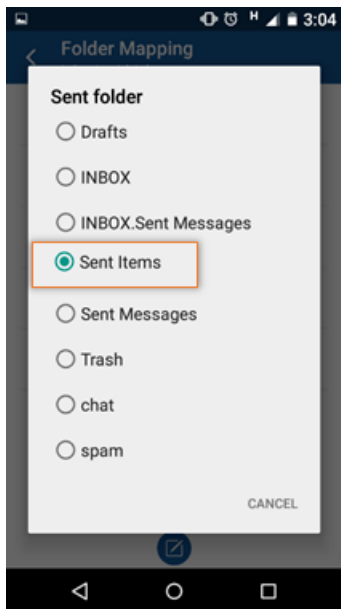 H 3:04
Folder Mapping
Sent folder
Drafts
INBOX
INBOX.Sent Messages
Sent Items
Sent Messages
Trash
chat
spam
CANCEL